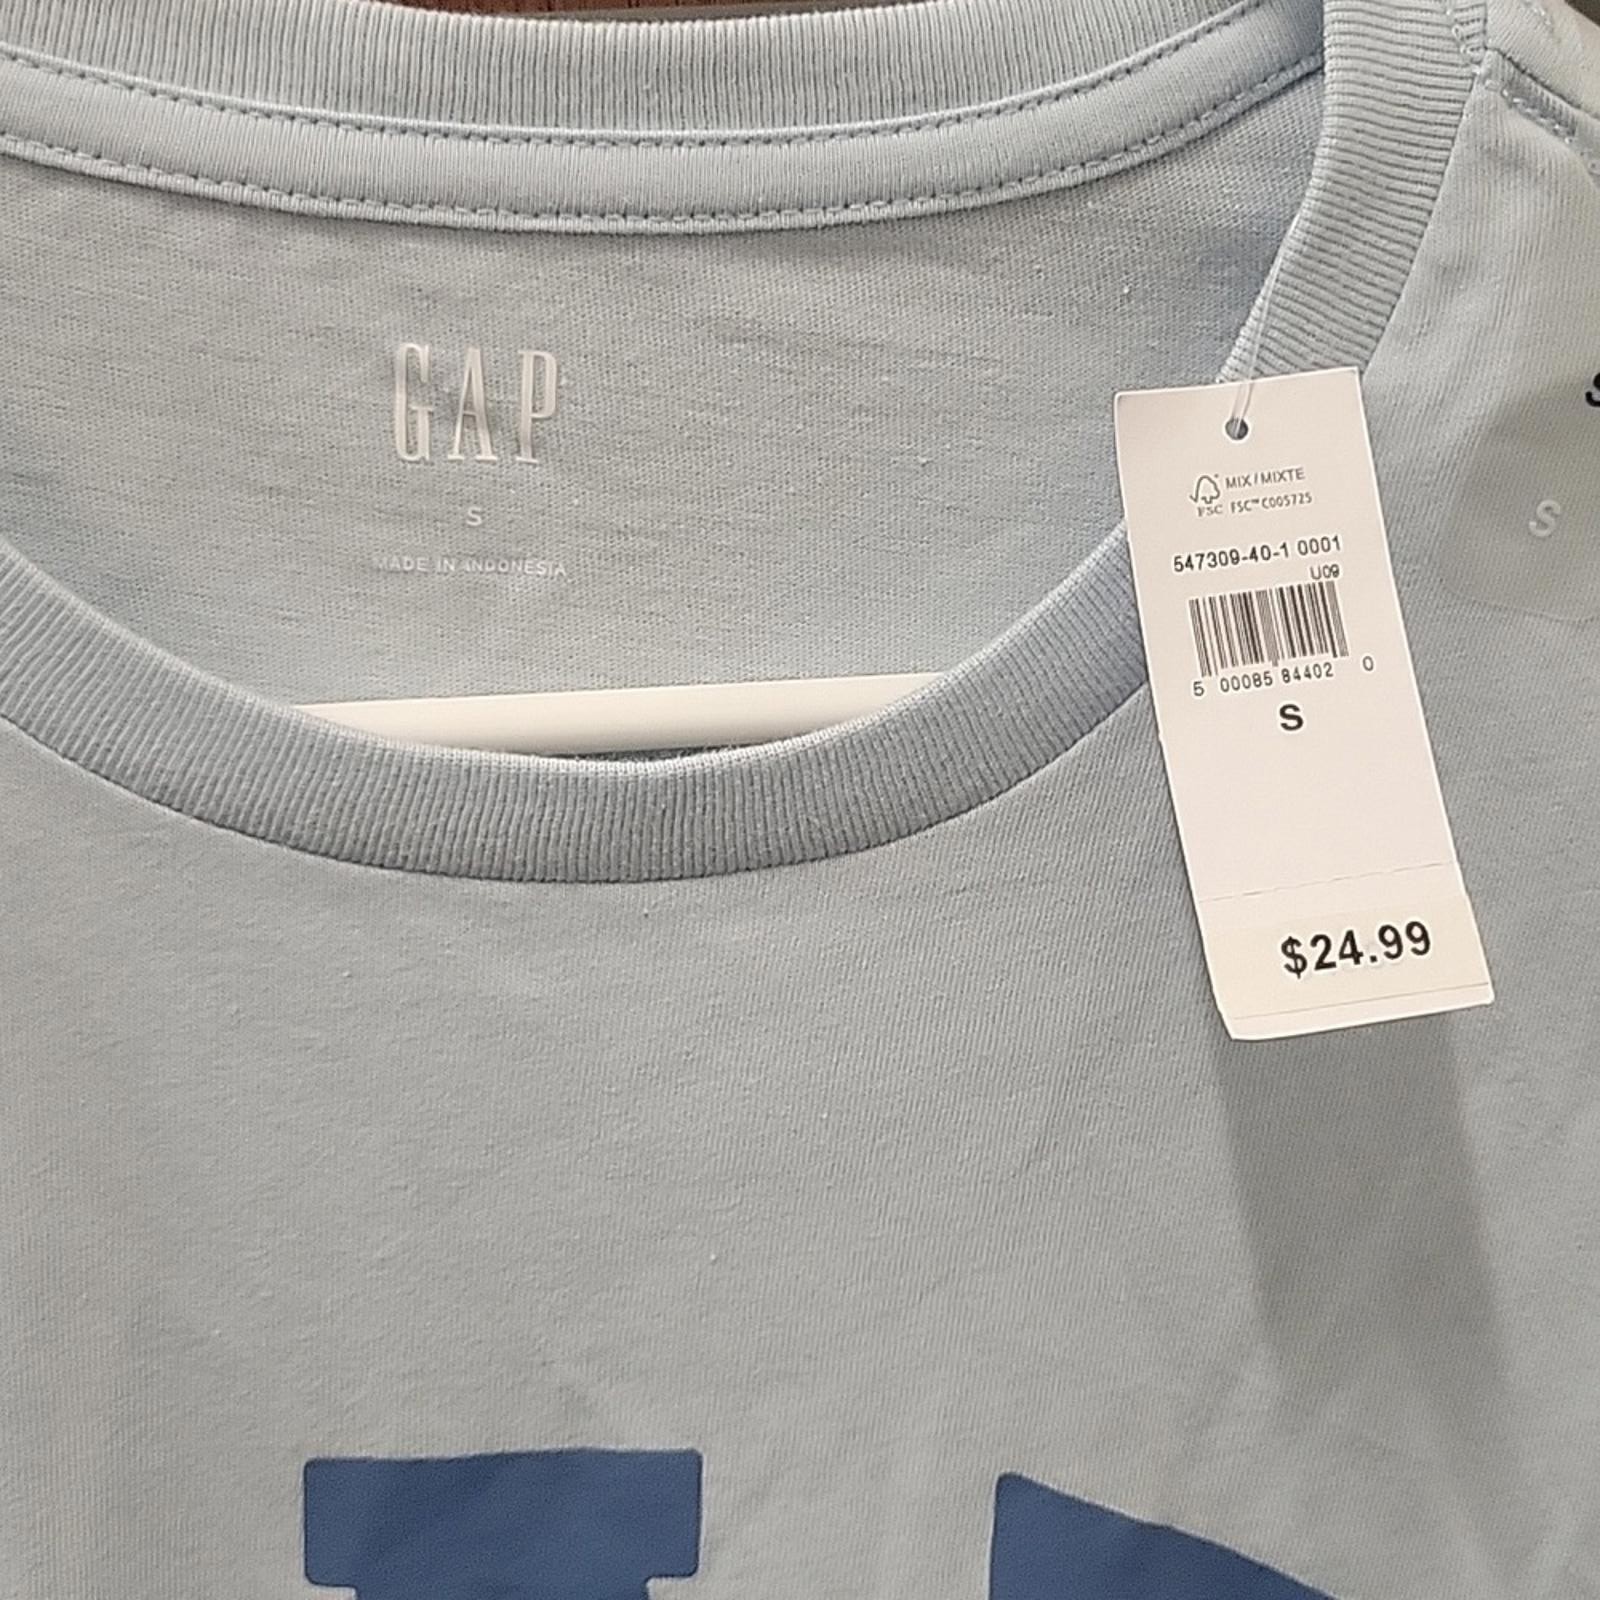 GAP
S
MADE IN INDONESIA
MIX/MIXTE
FSC FSC™ C005725
547309-40-1 0001
U09
5 00085 84402 0
S
$24.99
S